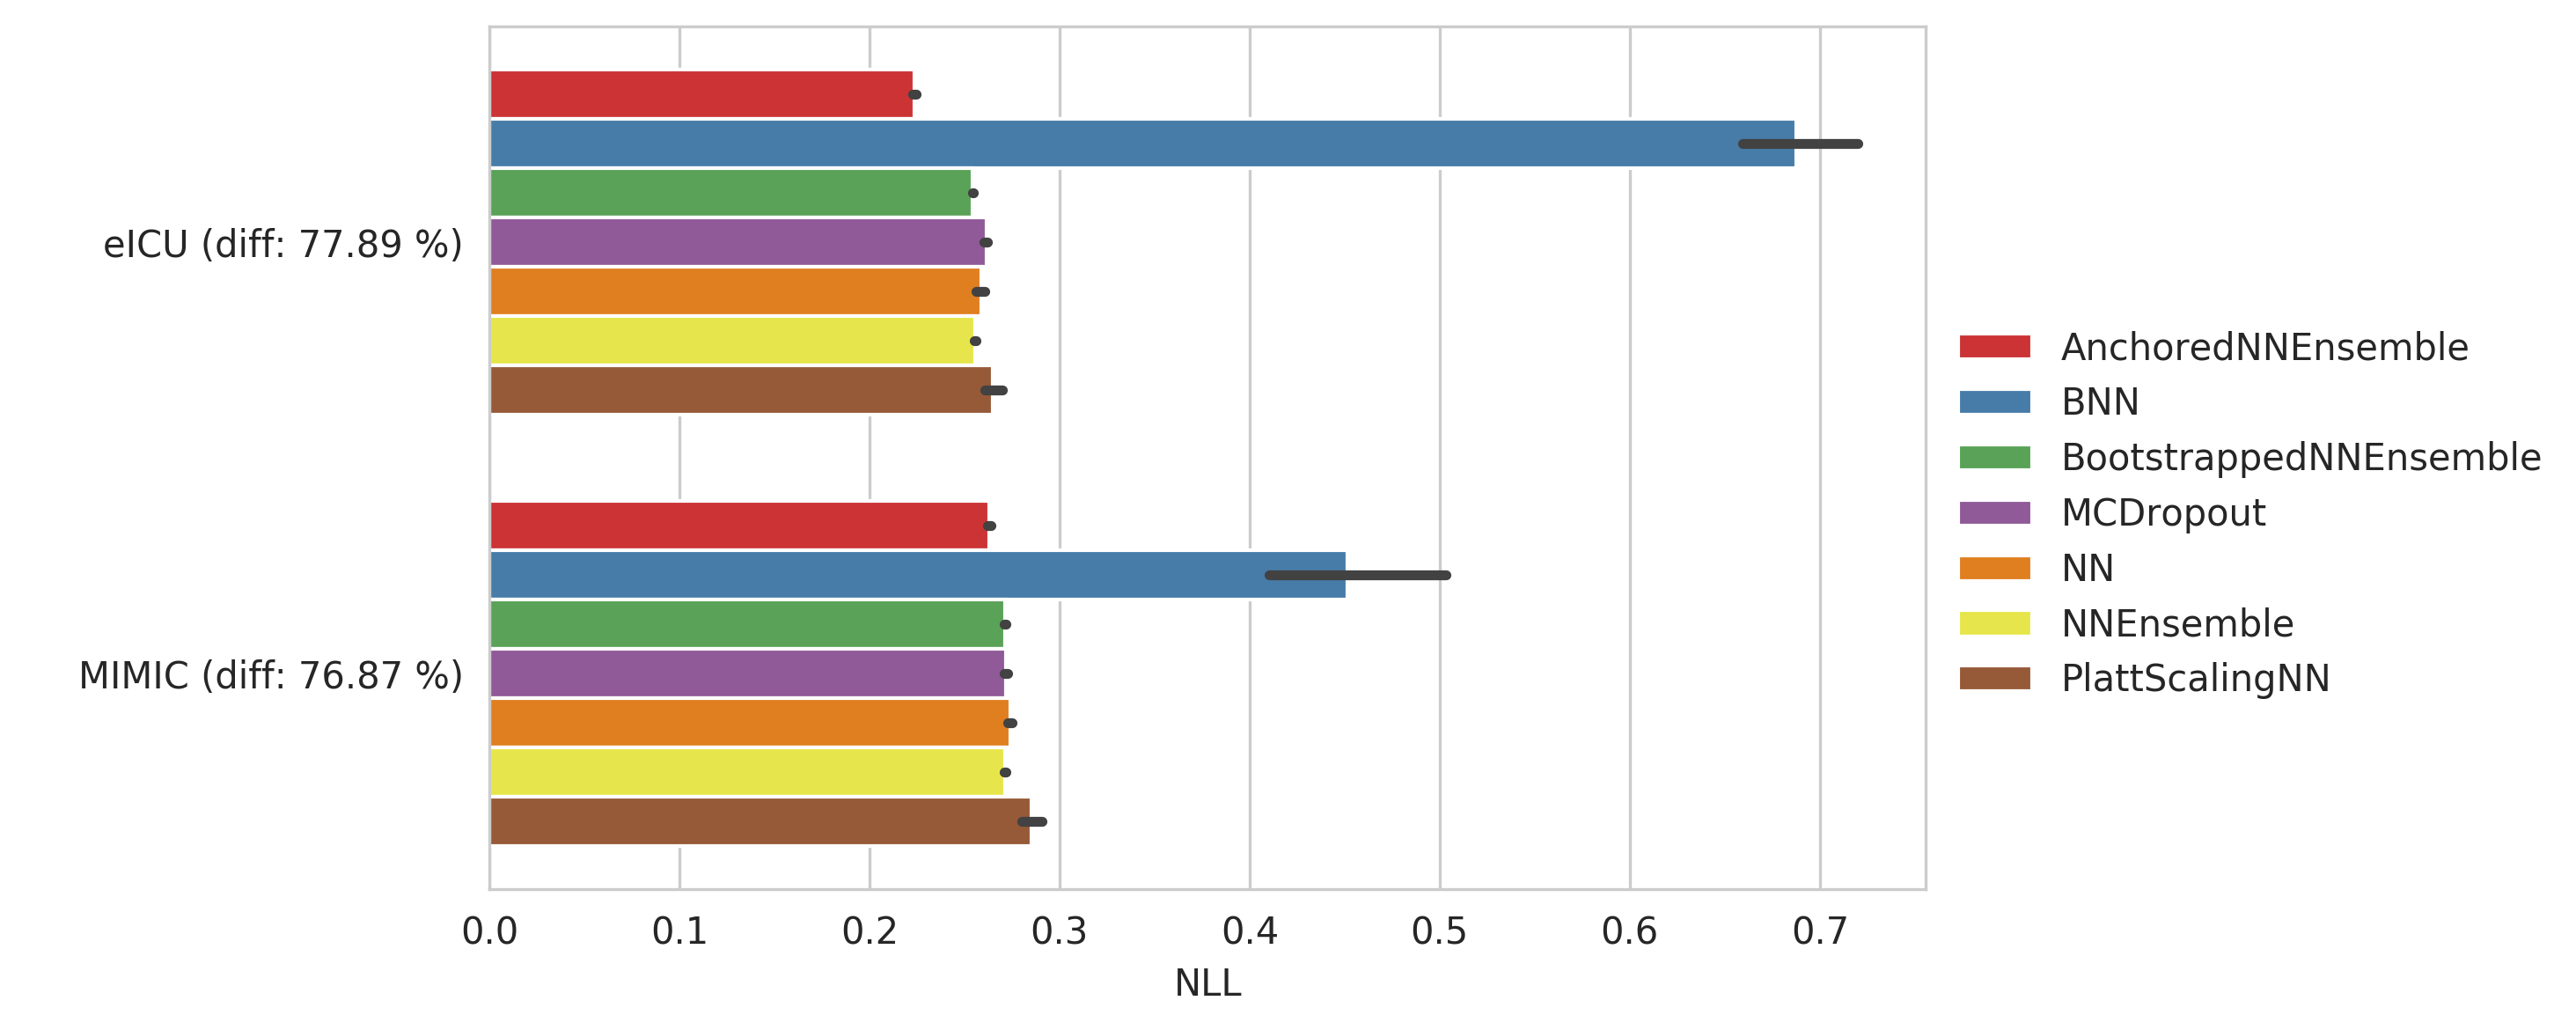 eICU (diff: 77.89 %)
MIMIC (diff: 76.87 %)
0.0 0.1 0.2 0.3 0.4 0.5 0.6 0.7
NLL
AnchoredNNEnsemble
BNN
BootstrappedNNEnsemble
MCDropout
NN
NNEnsemble
PlattScalingNN